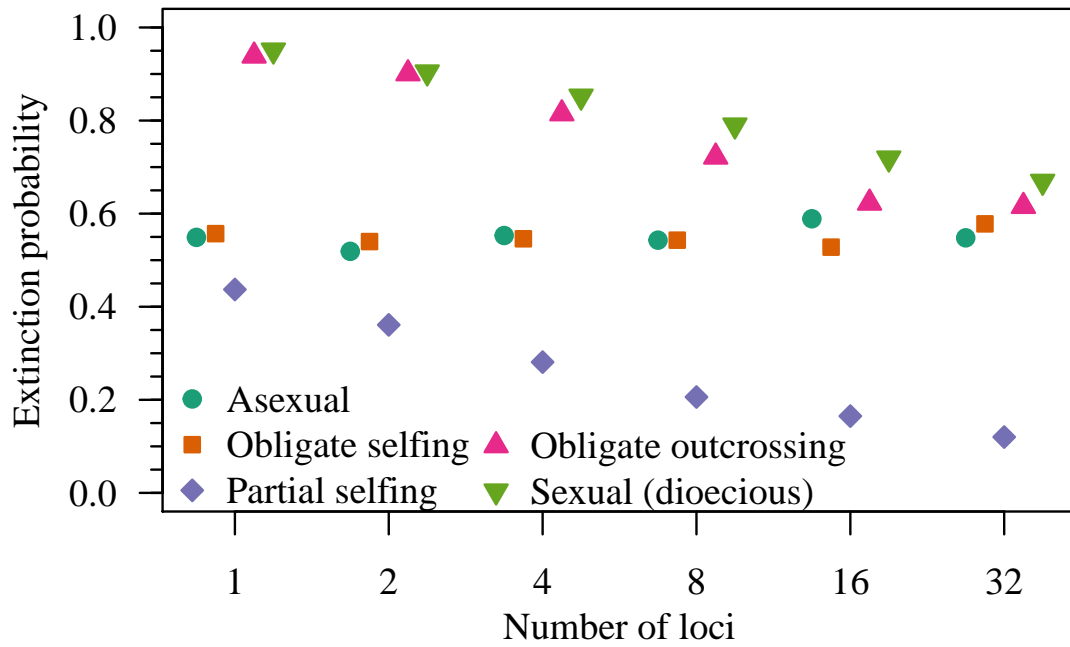 Extinction probability
1.0
0.8
0.6
0.4
0.2
0.0
Asexual
Obligate selfing
Partial selfing
Obligate outcrossing
Sexual (dioecious)
1 2 4 8 16 32
Number of loci